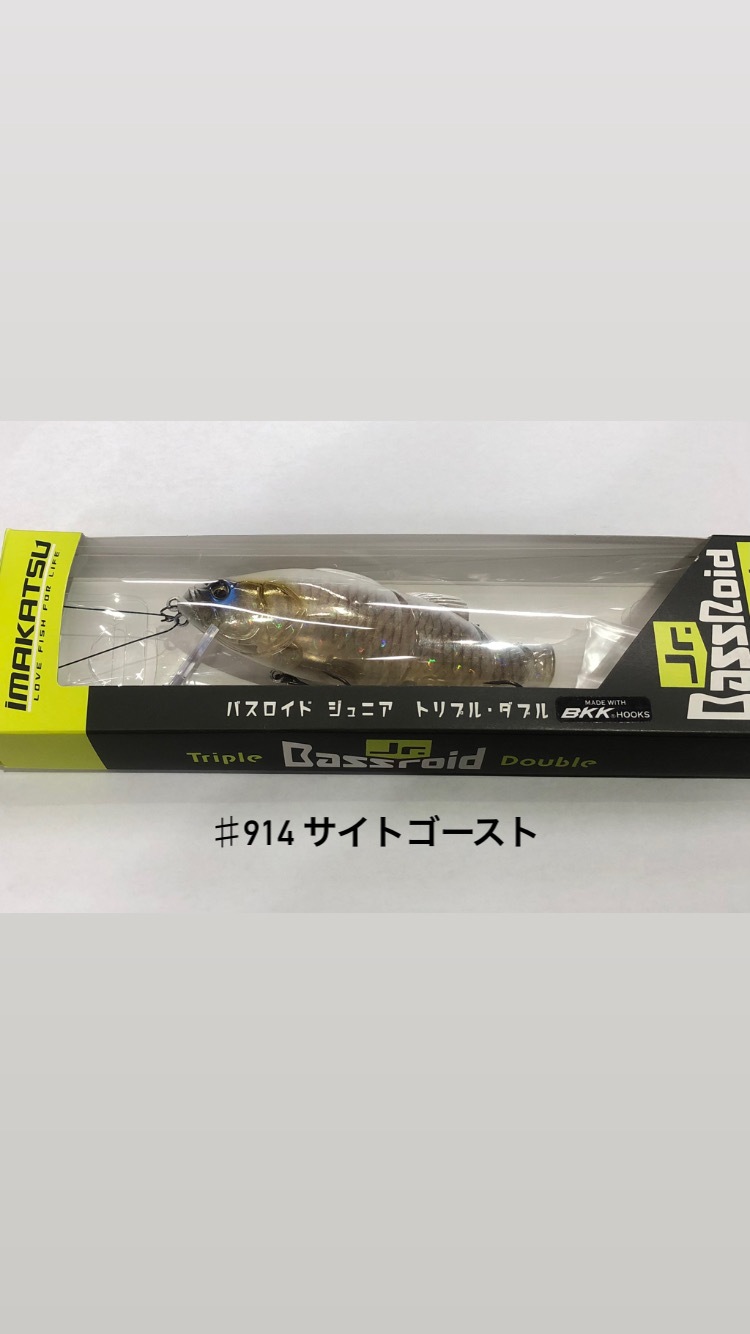 IMAKATSU
LOVE FISH FOR LIFE
Jr.
BassRoid
バスロイド ジュニア トリプル・ダブル
MADE WITH
BKK HOOKS
Triple Jr. Bassroid Double
#914 サイトゴースト